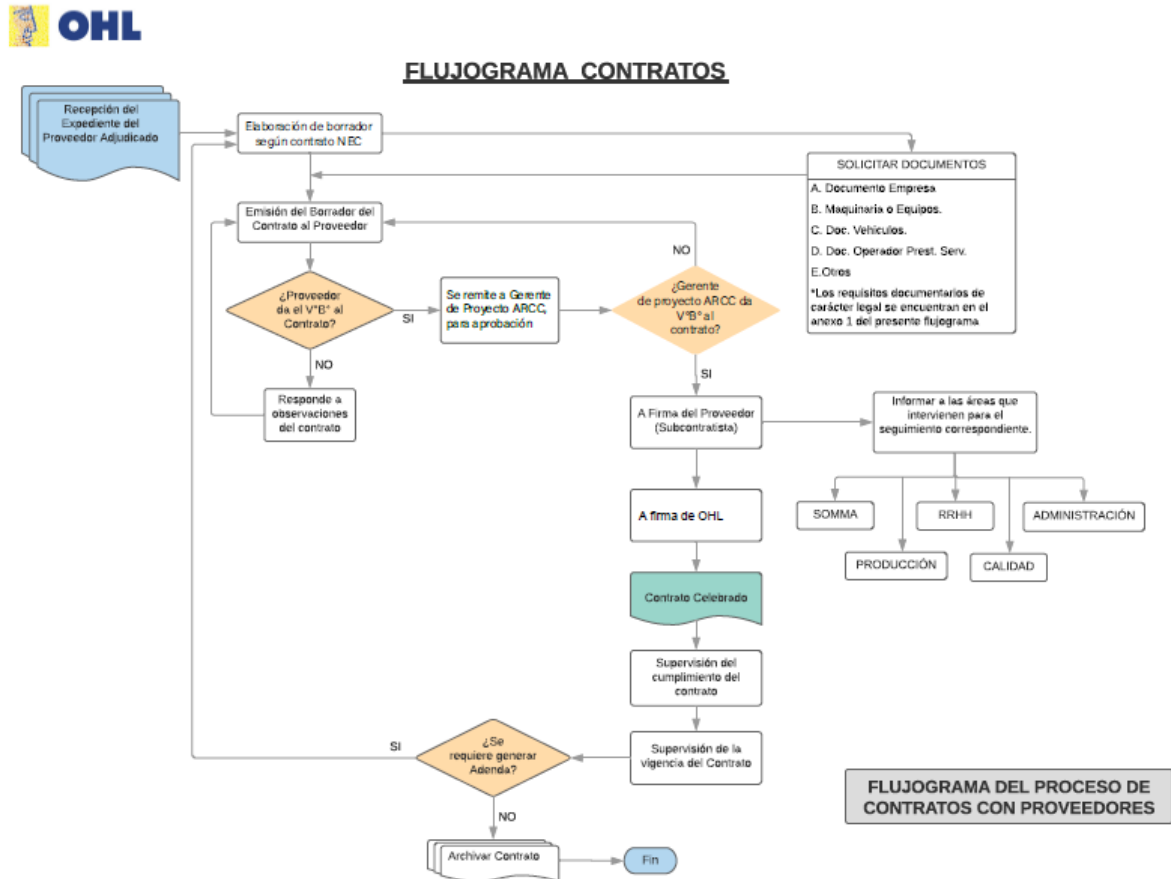 OHL
FLUJOGRAMA CONTRATOS
Recepción del
Expediente del
Proveedor Adjudicado
Elaboración de borrador
según contrato NEC
SOLICITAR DOCUMENTOS
A. Documento Empresa
B. Maquinaria o Equipos.
C. Doc. Vehículos.
D. Doc. Operador Prest. Serv.
E.Otros
*Los requisitos documentarios de
carácter legal se encuentran en el
anexo 1 del presente flujograma
Emisión del Borrador del
Contrato al Proveedor
NO
¿Proveedor
da el V°B° al
Contrato?
SI
Se remite a Gerente
de Proyecto ARCC,
para aprobación
¿Gerente
de proyecto ARCC da
V°B° al
contrato?
NO
SI
Responde a
observaciones
del contrato
A Firma del Proveedor
(Subcontratista)
Informar a las áreas que
intervienen para el
seguimiento correspondiente.
SOMMA
RRHH
ADMINISTRACIÓN
PRODUCCIÓN
CALIDAD
A firma de OHL
Contrato Celebrado
Supervisión del
cumplimiento del
contrato
Supervisión de la
vigencia del Contrato
SI
¿Se
requiere generar
Adenda?
NO
Archivar Contrato
Fin
FLUJOGRAMA DEL PROCESO DE
CONTRATOS CON PROVEEDORES